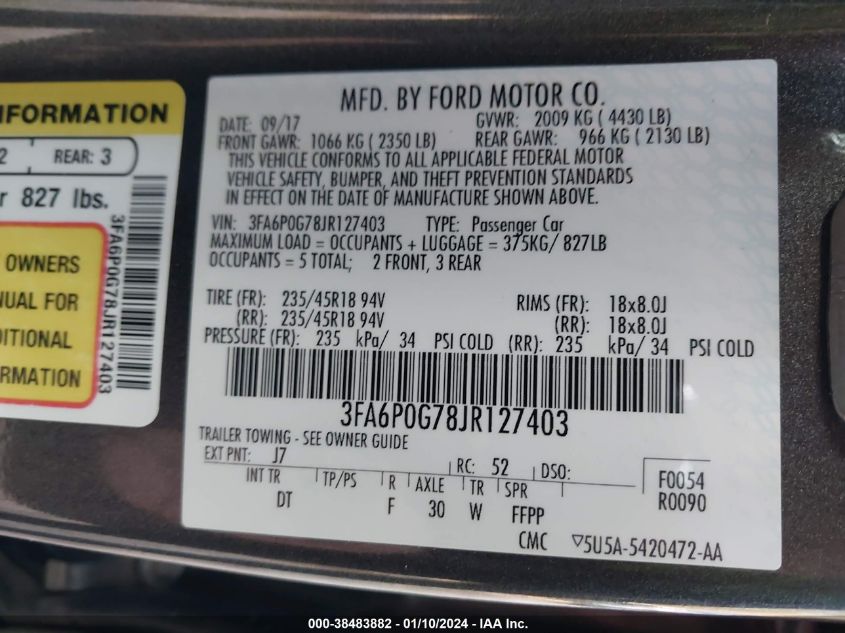 INFORMATION
2 REAR: 3
827 lbs.
OWNERS
FOR
INFORMATION
3FA6P0G78JR127403
MFD. BY FORD MOTOR CO.
DATE: 09/17 GVWR: 2009 KG ( 4430 LB)
FRONT GAWR: 1066 KG ( 2350 LB) REAR GAWR: 966 KG ( 2130 LB)
THIS VEHICLE CONFORMS TO ALL APPLICABLE FEDERAL MOTOR
VEHICLE SAFETY, BUMPER, AND THEFT PREVENTION STANDARDS
IN EFFECT ON THE DATE OF MANUFACTURE SHOWN ABOVE.
VIN: 3FA6P0G78JR127403 TYPE: Passenger Car
MAXIMUM LOAD = OCCUPANTS + LUGGAGE = 375KG/ 827LB
OCCUPANTS = 5 TOTAL; 2 FRONT, 3 REAR
TIRE (FR): 235/45R18 94V RIMS (FR): 18x8.0J
(RR): 235/45R18 94V (RR): 18x8.0J
PRESSURE (FR): 235 kPa/ 34 PSI COLD (RR): 235 kPa/ 34 PSI COLD
3FA6P0G78JR127403
TRAILER TOWING - SEE OWNER GUIDE
EXT PNT: J7 RC: 52 DSO: F0054
INT TR TP/PS R AXLE TR SPR R0090
DT F 30 W FFPP
CMC ▽5U5A-5420472-AA
000-38483882 - 01/10/2024 - IAA Inc.